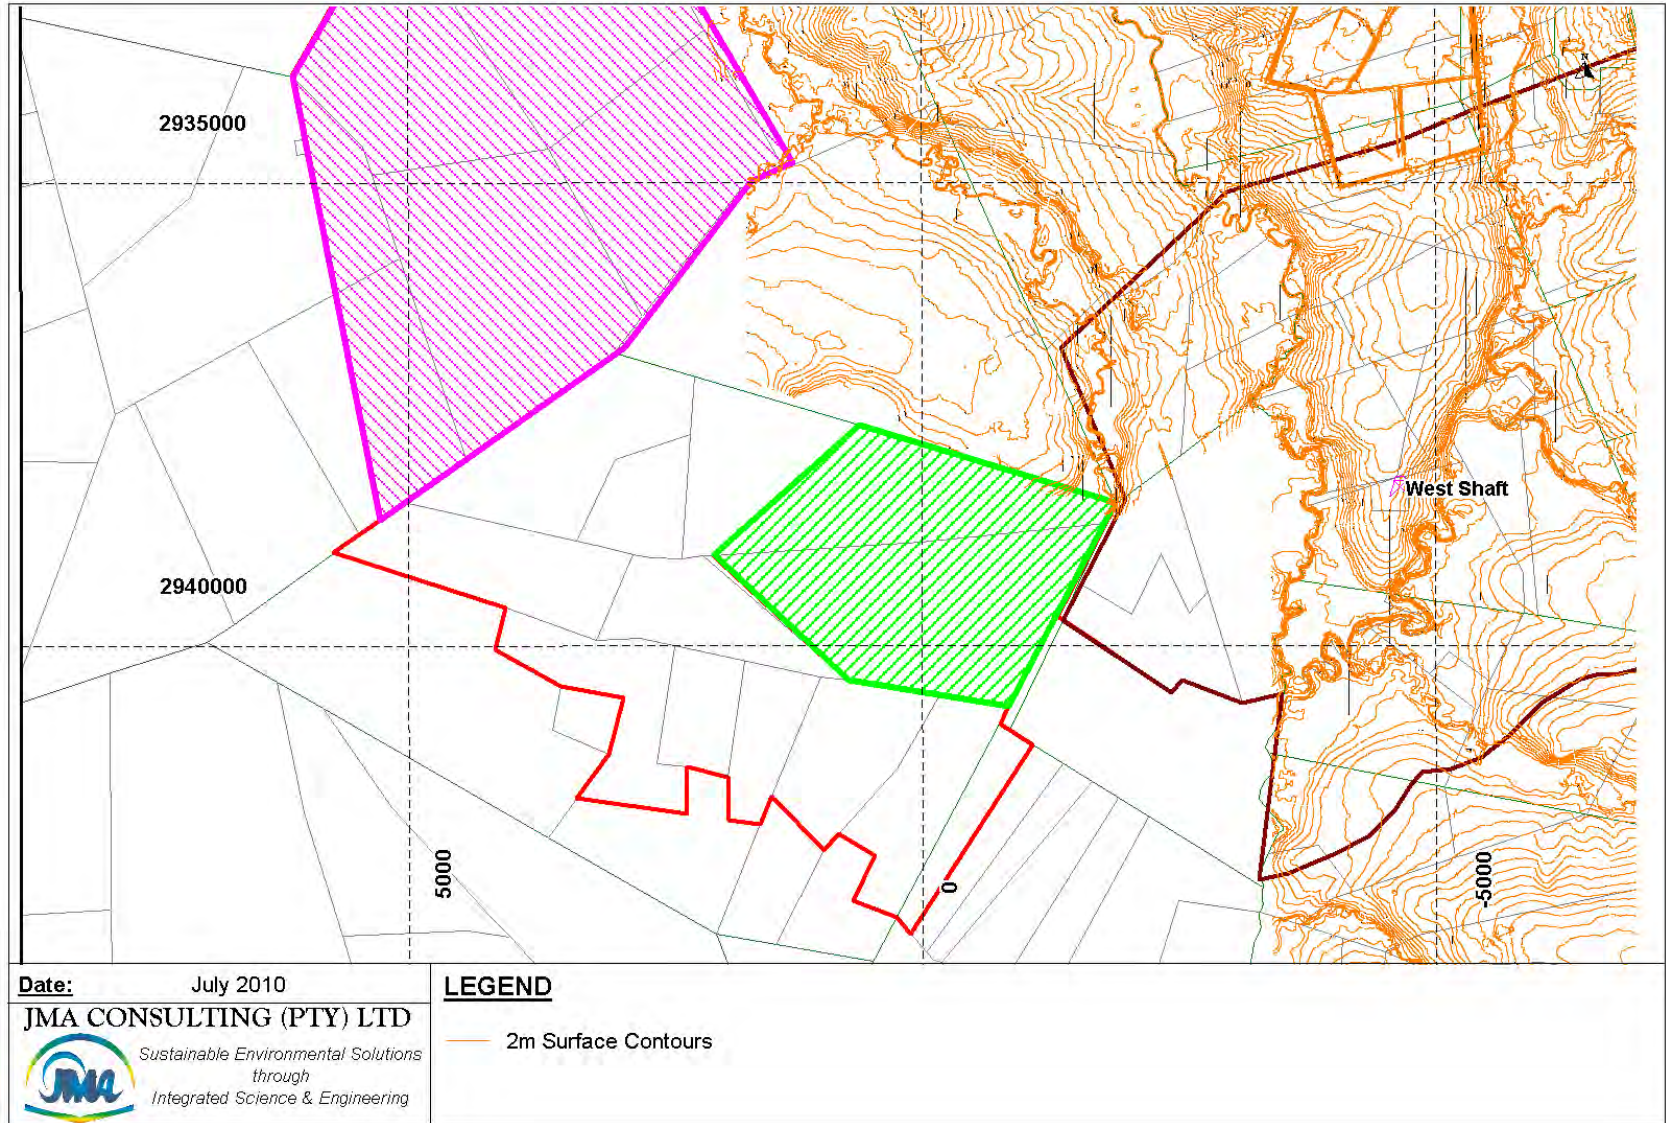 N
2935000
West Shaft
2940000
5000
0
-5000
Date: July 2010
JMA CONSULTING (PTY) LTD
JMA
Sustainable Environmental Solutions
through
Integrated Science & Engineering
LEGEND
2m Surface Contours